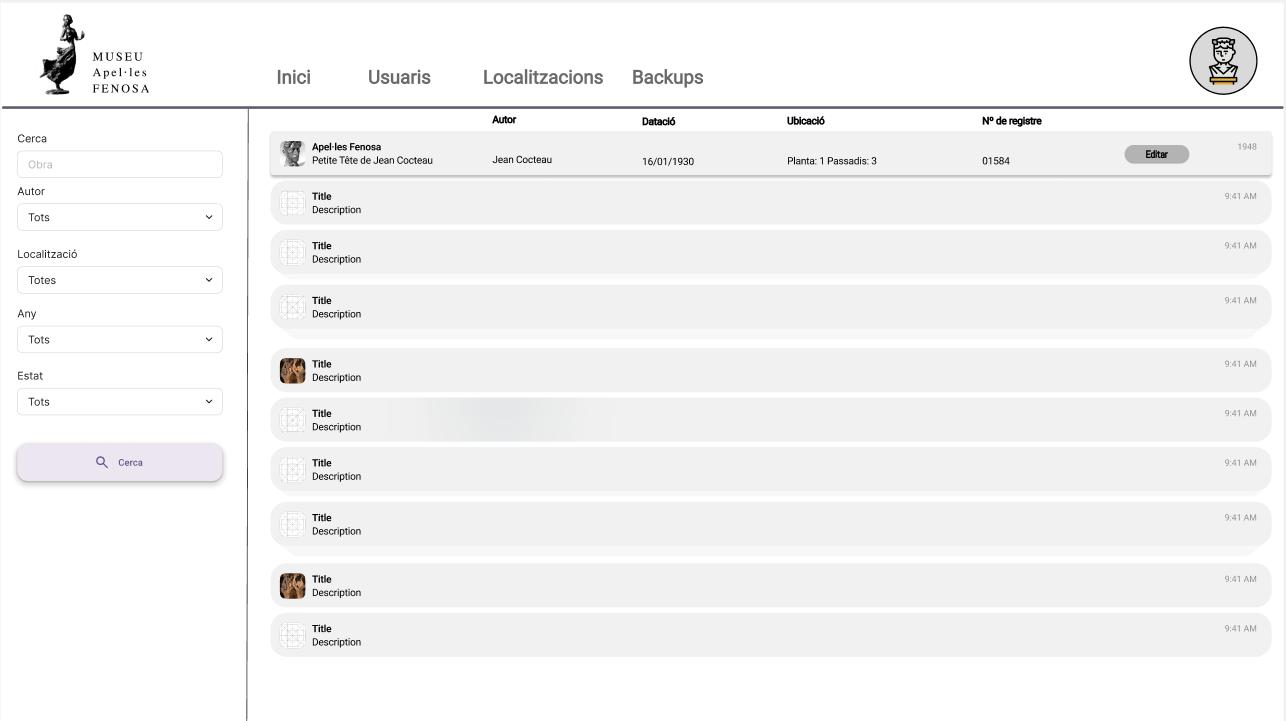 MUSEU
Apel·les
FENOSA
Inici Usuaris Localitzacions Backups
Cerca
Obra
Autor
Tots
Localització
Totes
Any
Tots
Estat
Tots
Cerca
Autor Datació Ubicació Nº de registre
Apel·les Fenosa
Petite Tête de Jean Cocteau Jean Cocteau 16/01/1930 Planta: 1 Passadis: 3 01584 Editar 1948
Title 9:41 AM
Description
Title 9:41 AM
Description
Title 9:41 AM
Description
Title 9:41 AM
Description
Title 9:41 AM
Description
Title 9:41 AM
Description
Title 9:41 AM
Description
Title 9:41 AM
Description
Title 9:41 AM
Description